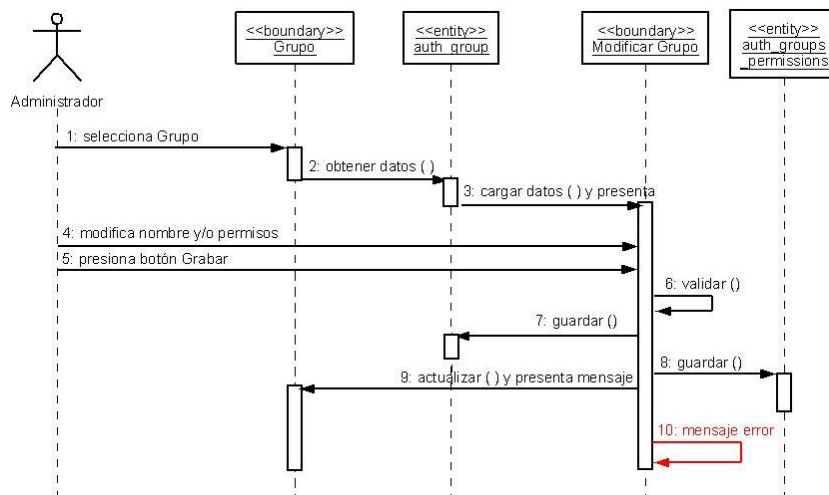 <<boundary>>
Grupo
<<entity>>
auth_group
<<boundary>>
Modificar Grupo
<<entity>>
auth_groups
_permissions
Administrador
1: selecciona Grupo
2: obtener datos ( )
3: cargar datos ( ) y presenta
4: modifica nombre y/o permisos
5: presiona botón Grabar
6: validar ()
7: guardar ()
8: guardar ()
9: actualizar ( ) y presenta mensaje
10: mensaje error